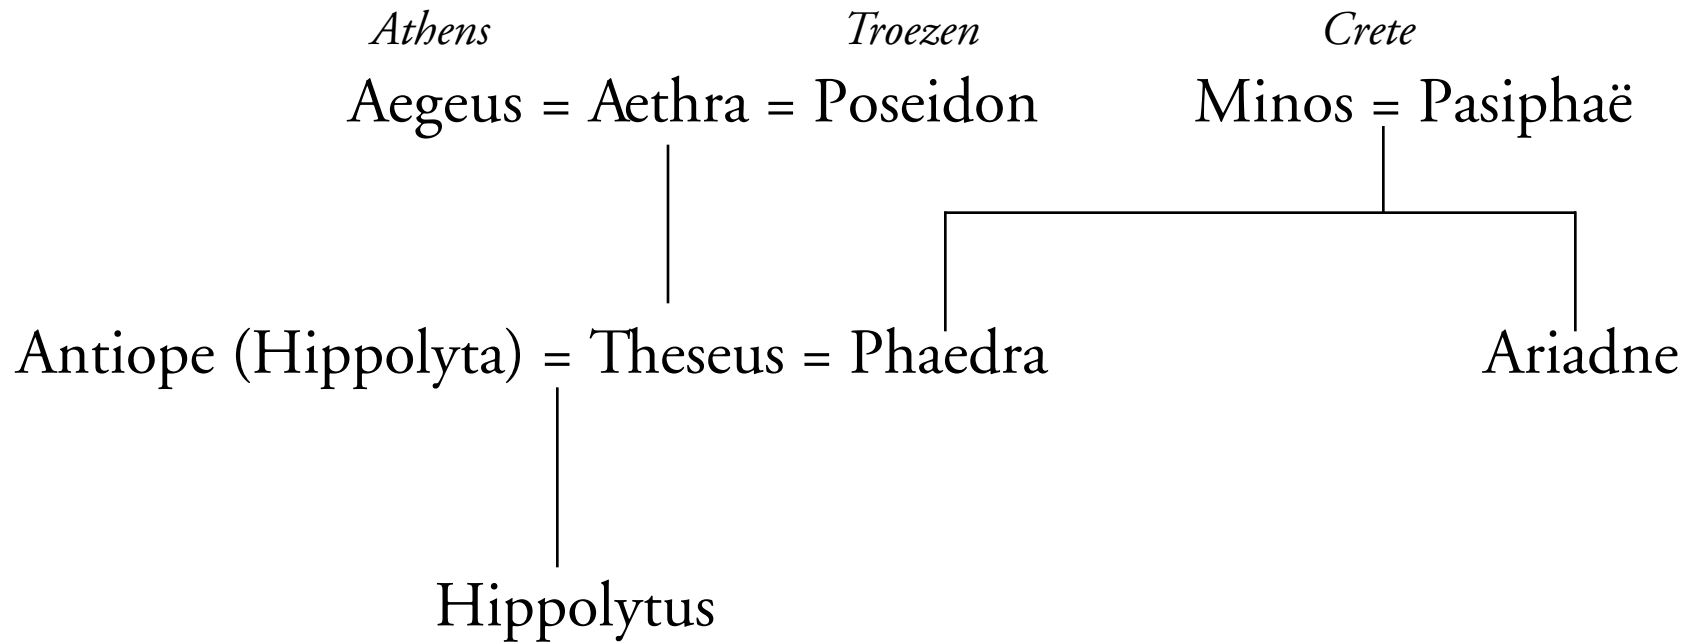 Athens Troezen Crete
Aegeus = Aethra = Poseidon Minos = Pasiphaë
Antiope (Hippolyta) = Theseus = Phaedra Ariadne
Hippolytus